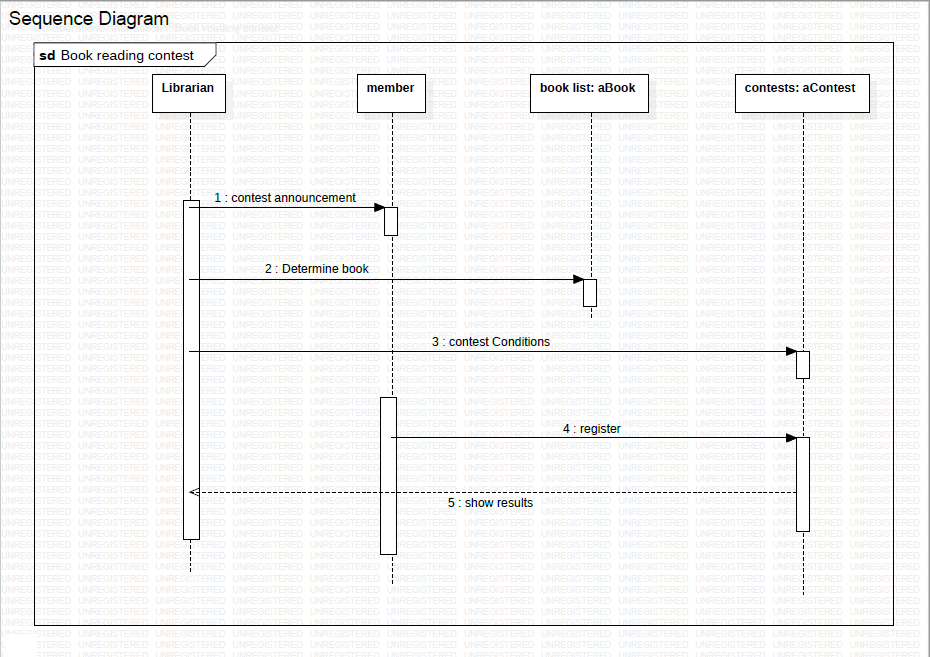 Sequence Diagram
sd Book reading contest
Librarian
member
book list: aBook
contests: aContest
1 : contest announcement
2 : Determine book
3 : contest Conditions
4 : register
5 : show results
UNREGISTERED